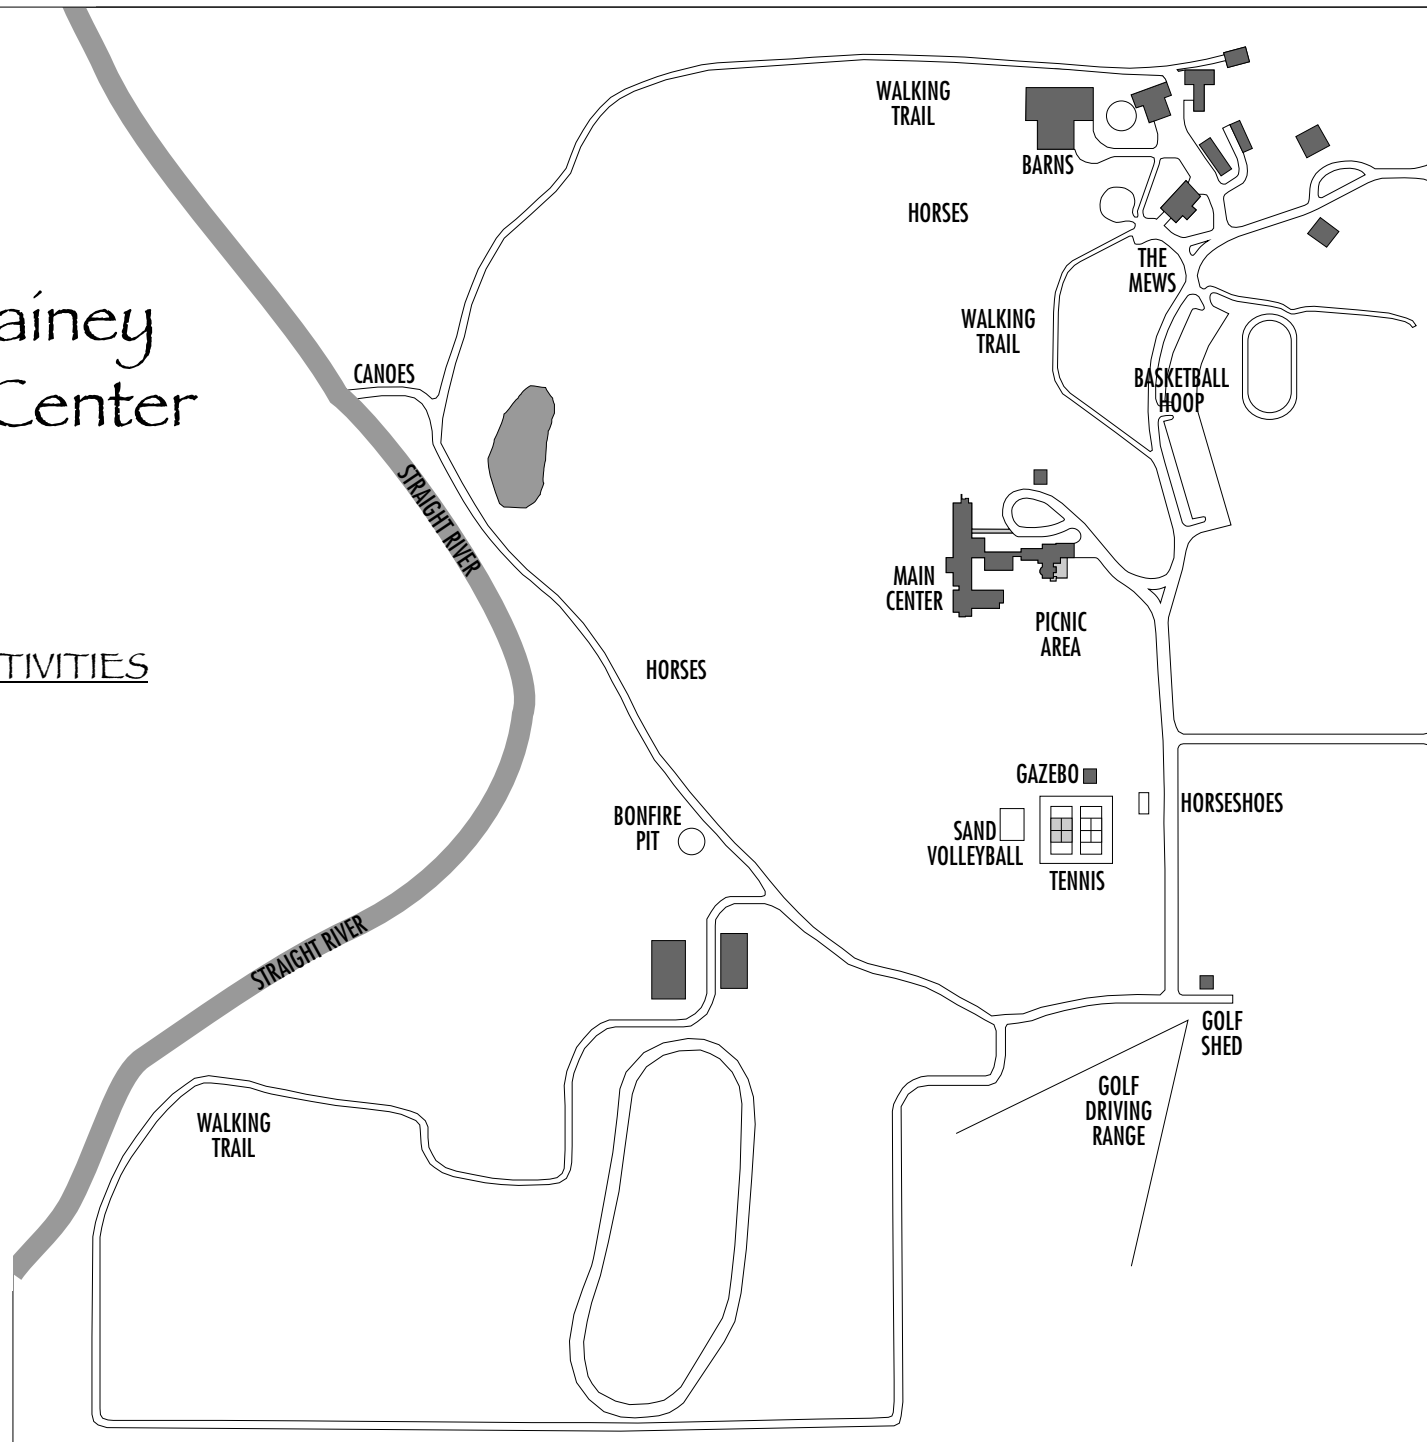 WALKING
TRAIL
BARNS
HORSES
THE
MEWS
ainey
Center
WALKING
TRAIL
CANOES
BASKETBALL
HOOP
STRAIGHT RIVER
MAIN
CENTER
PICNIC
AREA
TIVITIES
HORSES
GAZEBO
HORSESHOES
BONFIRE
PIT
SAND
VOLLEYBALL
TENNIS
STRAIGHT RIVER
GOLF
SHED
GOLF
DRIVING
RANGE
WALKING
TRAIL